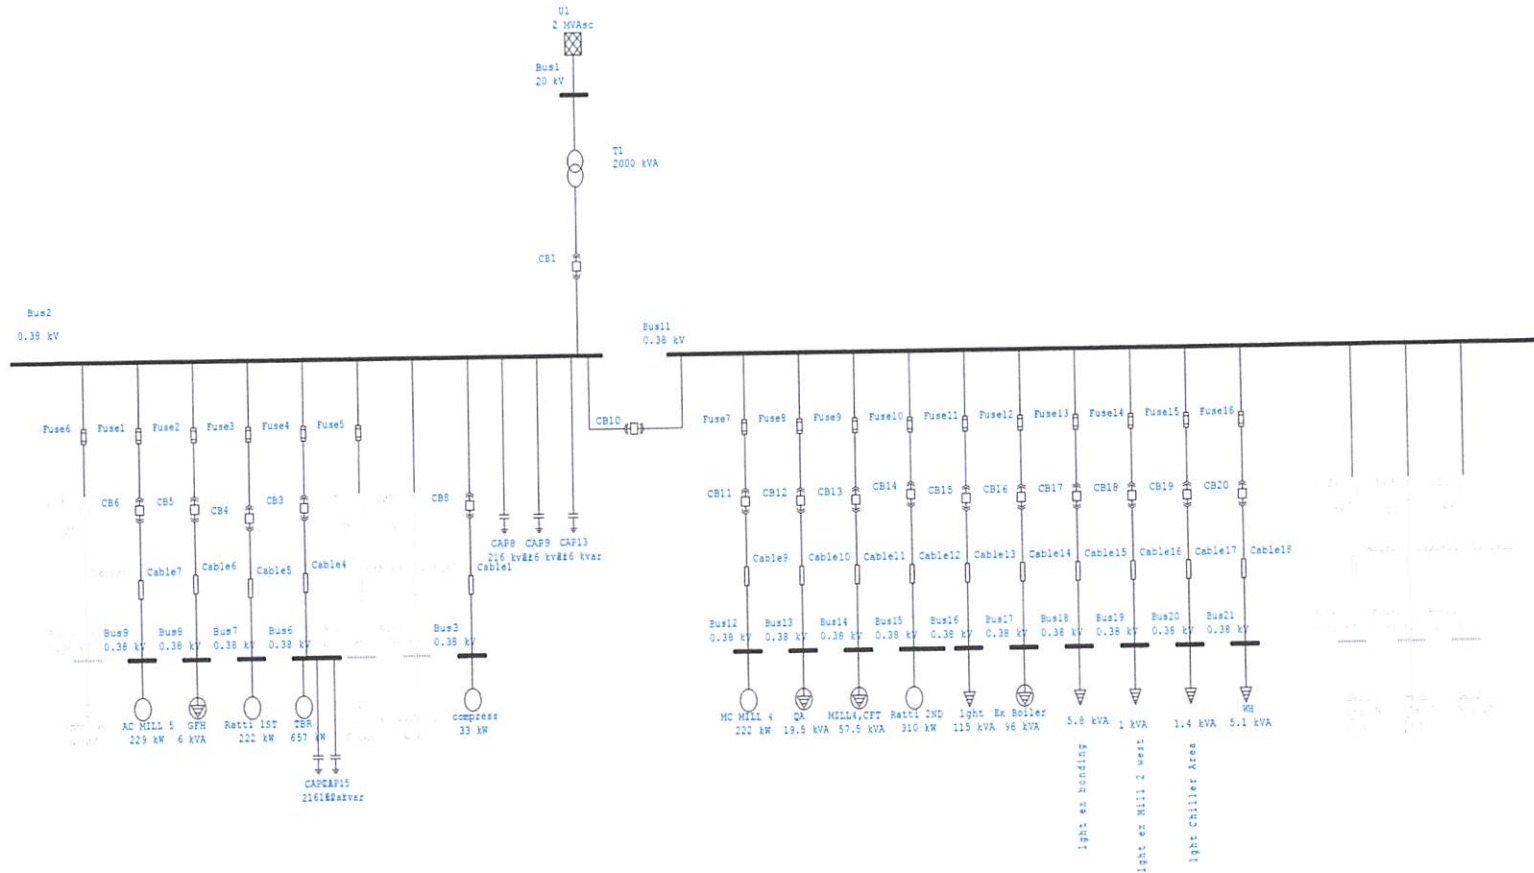 U1
2 MVAsc
Bus1
20 kV
T1
2000 kVA
CB1
Bus2
0.38 kV
Bus11
0.38 kV
CB10
Fuse6 Fuse1 Fuse2 Fuse3 Fuse4 Fuse5
CB6 CB5 CB4 CB3 CB8
CAP8 CAP9 CAP13
216 kvar
Cable7 Cable6 Cable5 Cable4 Cable1
Bus9 Bus8 Bus7 Bus6 Bus3
0.38 kV 0.38 kV 0.38 kV 0.38 kV 0.38 kV
AC MILL 5 GFH Ratti 1ST TBR compress
229 kW 6 kVA 222 kW 657 kW 33 kW
Fuse7 Fuse8 Fuse9 Fuse10 Fuse11 Fuse12 Fuse13 Fuse14 Fuse15 Fuse16
CB11 CB12 CB13 CB14 CB15 CB16 CB17 CB18 CB19 CB20
Cable9 Cable10 Cable11 Cable12 Cable13 Cable14 Cable15 Cable16 Cable17 Cable18
Bus12 Bus13 Bus14 Bus15 Bus16 Bus17 Bus18 Bus19 Bus20 Bus21
0.38 kV 0.38 kV 0.38 kV 0.38 kV 0.38 kV 0.38 kV 0.38 kV 0.38 kV 0.38 kV 0.38 kV
MC MILL 4 QA MILL4,CFT Ratti 2ND lght Ex Boiler WH
222 kW 19.5 kVA 57.5 kVA 310 kW 115 kVA 96 kVA 5.8 kVA 1 kVA 1.4 kVA 5.1 kVA
lght ex bonding
lght ex Mill 2 west
lght Chiller Area